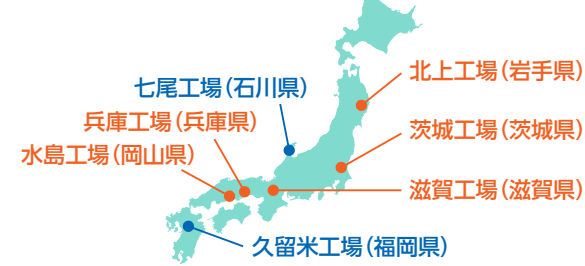 北上工場（岩手県）
七尾工場（石川県）
兵庫工場（兵庫県）
茨城工場（茨城県）
水島工場（岡山県）
滋賀工場（滋賀県）
久留米工場（福岡県）